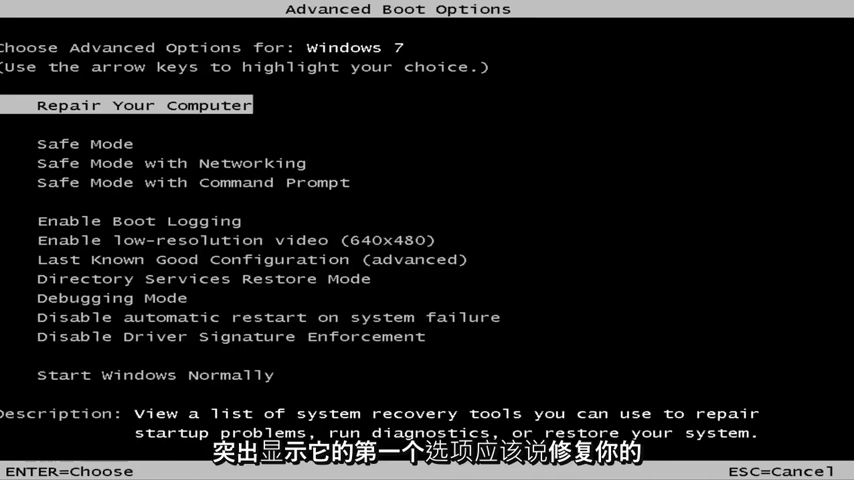 Advanced Boot Options
Choose Advanced Options for: Windows 7
(Use the arrow keys to highlight your choice.)
Repair Your Computer
Safe Mode
Safe Mode with Networking
Safe Mode with Command Prompt
Enable Boot Logging
Enable low-resolution video (640x480)
Last Known Good Configuration (advanced)
Directory Services Restore Mode
Debugging Mode
Disable automatic restart on system failure
Disable Driver Signature Enforcement
Start Windows Normally
Description: View a list of system recovery tools you can use to repair
startup problems, run diagnostics, or restore your system.
突出显示它的第一个选项应该说修复你的
ENTER=Choose ESC=Cancel